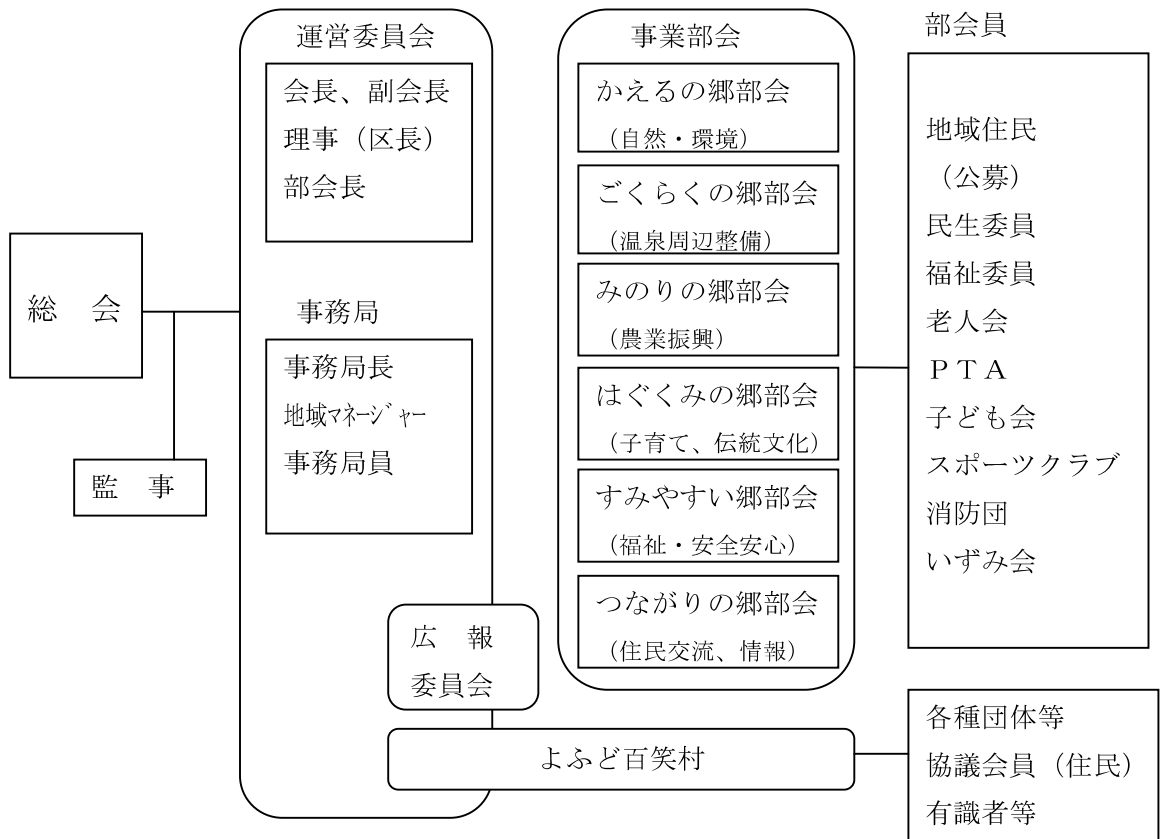 総　会
監　事
運営委員会
会長、副会長
理事（区長）
部会長
事務局
事務局長
地域ﾏﾈｰｼﾞｬｰ
事務局員
広　報
委員会
よふど百笑村
事業部会
かえるの郷部会
（自然・環境）
ごくらくの郷部会
（温泉周辺整備）
みのりの郷部会
（農業振興）
はぐくみの郷部会
（子育て、伝統文化）
すみやすい郷部会
（福祉・安全安心）
つながりの郷部会
（住民交流、情報）
部会員
地域住民
（公募）
民生委員
福祉委員
老人会
ＰＴＡ
子ども会
スポーツクラブ
消防団
いずみ会
各種団体等
協議会員（住民）
有識者等